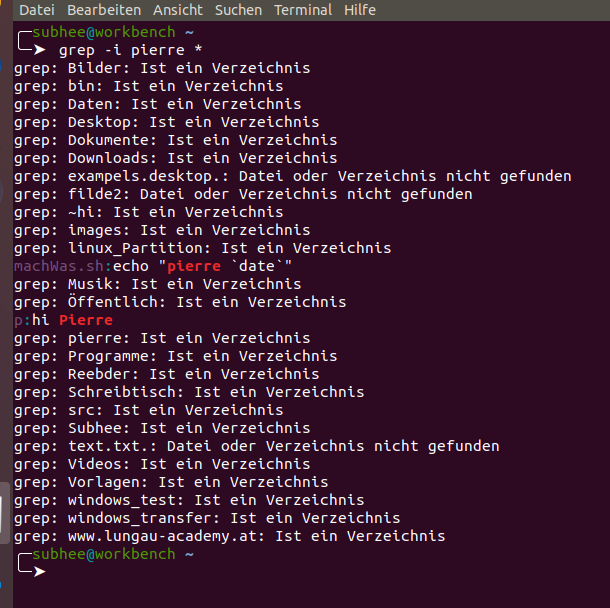 Datei Bearbeiten Ansicht Suchen Terminal Hilfe
subhee@workbench ~
grep -i pierre *
grep: Bilder: Ist ein Verzeichnis
grep: bin: Ist ein Verzeichnis
grep: Daten: Ist ein Verzeichnis
grep: Desktop: Ist ein Verzeichnis
grep: Dokumente: Ist ein Verzeichnis
grep: Downloads: Ist ein Verzeichnis
grep: exampels.desktop.: Datei oder Verzeichnis nicht gefunden
grep: filde2: Datei oder Verzeichnis nicht gefunden
grep: ~hi: Ist ein Verzeichnis
grep: images: Ist ein Verzeichnis
grep: linux_Partition: Ist ein Verzeichnis
machWas.sh:echo "pierre `date`"
grep: Musik: Ist ein Verzeichnis
grep: Öffentlich: Ist ein Verzeichnis
p:hi Pierre
grep: pierre: Ist ein Verzeichnis
grep: Programme: Ist ein Verzeichnis
grep: Reebder: Ist ein Verzeichnis
grep: Schreibtisch: Ist ein Verzeichnis
grep: src: Ist ein Verzeichnis
grep: Subhee: Ist ein Verzeichnis
grep: text.txt.: Datei oder Verzeichnis nicht gefunden
grep: Videos: Ist ein Verzeichnis
grep: Vorlagen: Ist ein Verzeichnis
grep: windows_test: Ist ein Verzeichnis
grep: windows_transfer: Ist ein Verzeichnis
grep: www.lungau-academy.at: Ist ein Verzeichnis
subhee@workbench ~